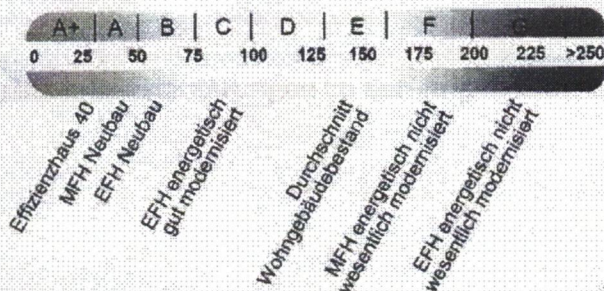 A+ A B C D E F G
0 25 50 75 100 125 150 175 200 225 >250
Effizienzhaus 40
MFH Neubau
EFH Neubau
EFH energetisch
gut modernisiert
Durchschnitt
Wohngebäudebestand
MFH energetisch nicht
wesentlich modernisiert
EFH energetisch nicht
wesentlich modernisiert